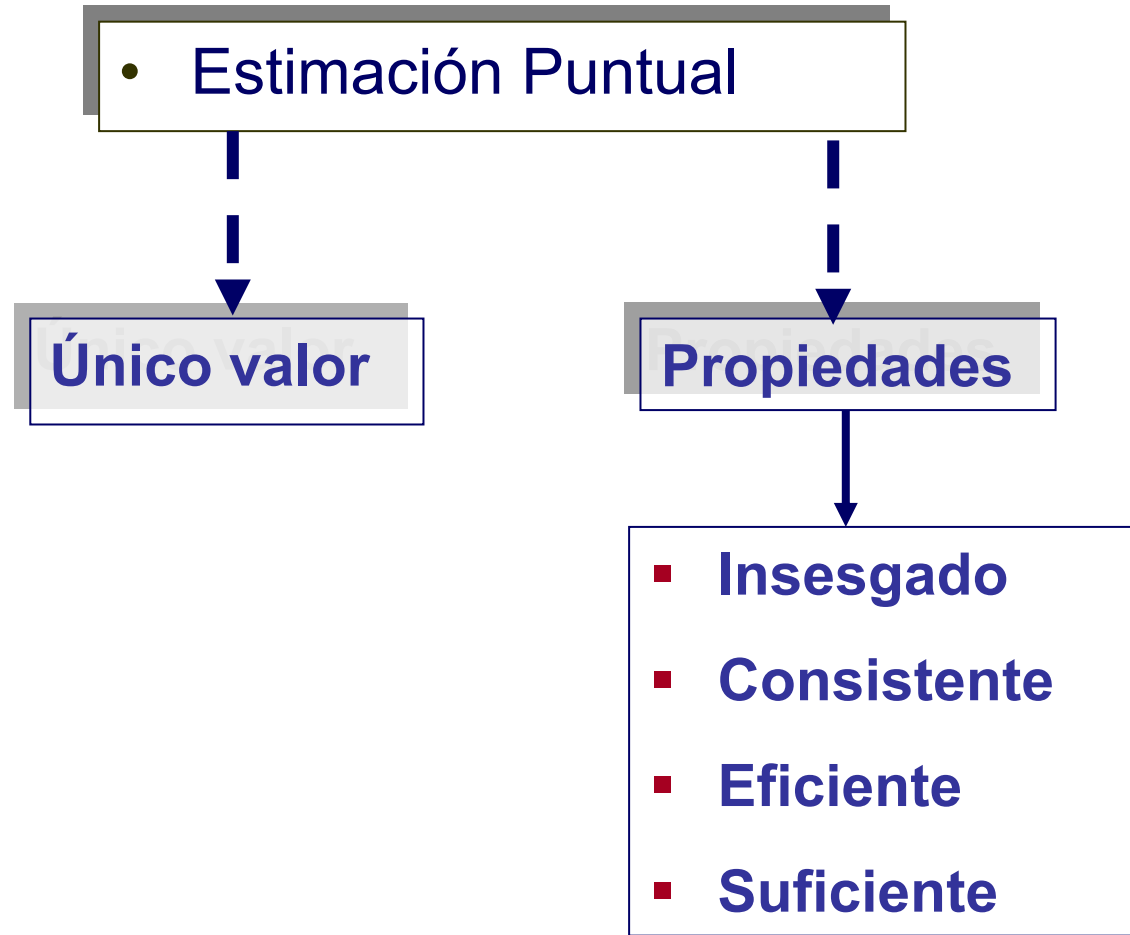 • Estimación Puntual
Único valor
Propiedades
▪ Insesgado
▪ Consistente
▪ Eficiente
▪ Suficiente